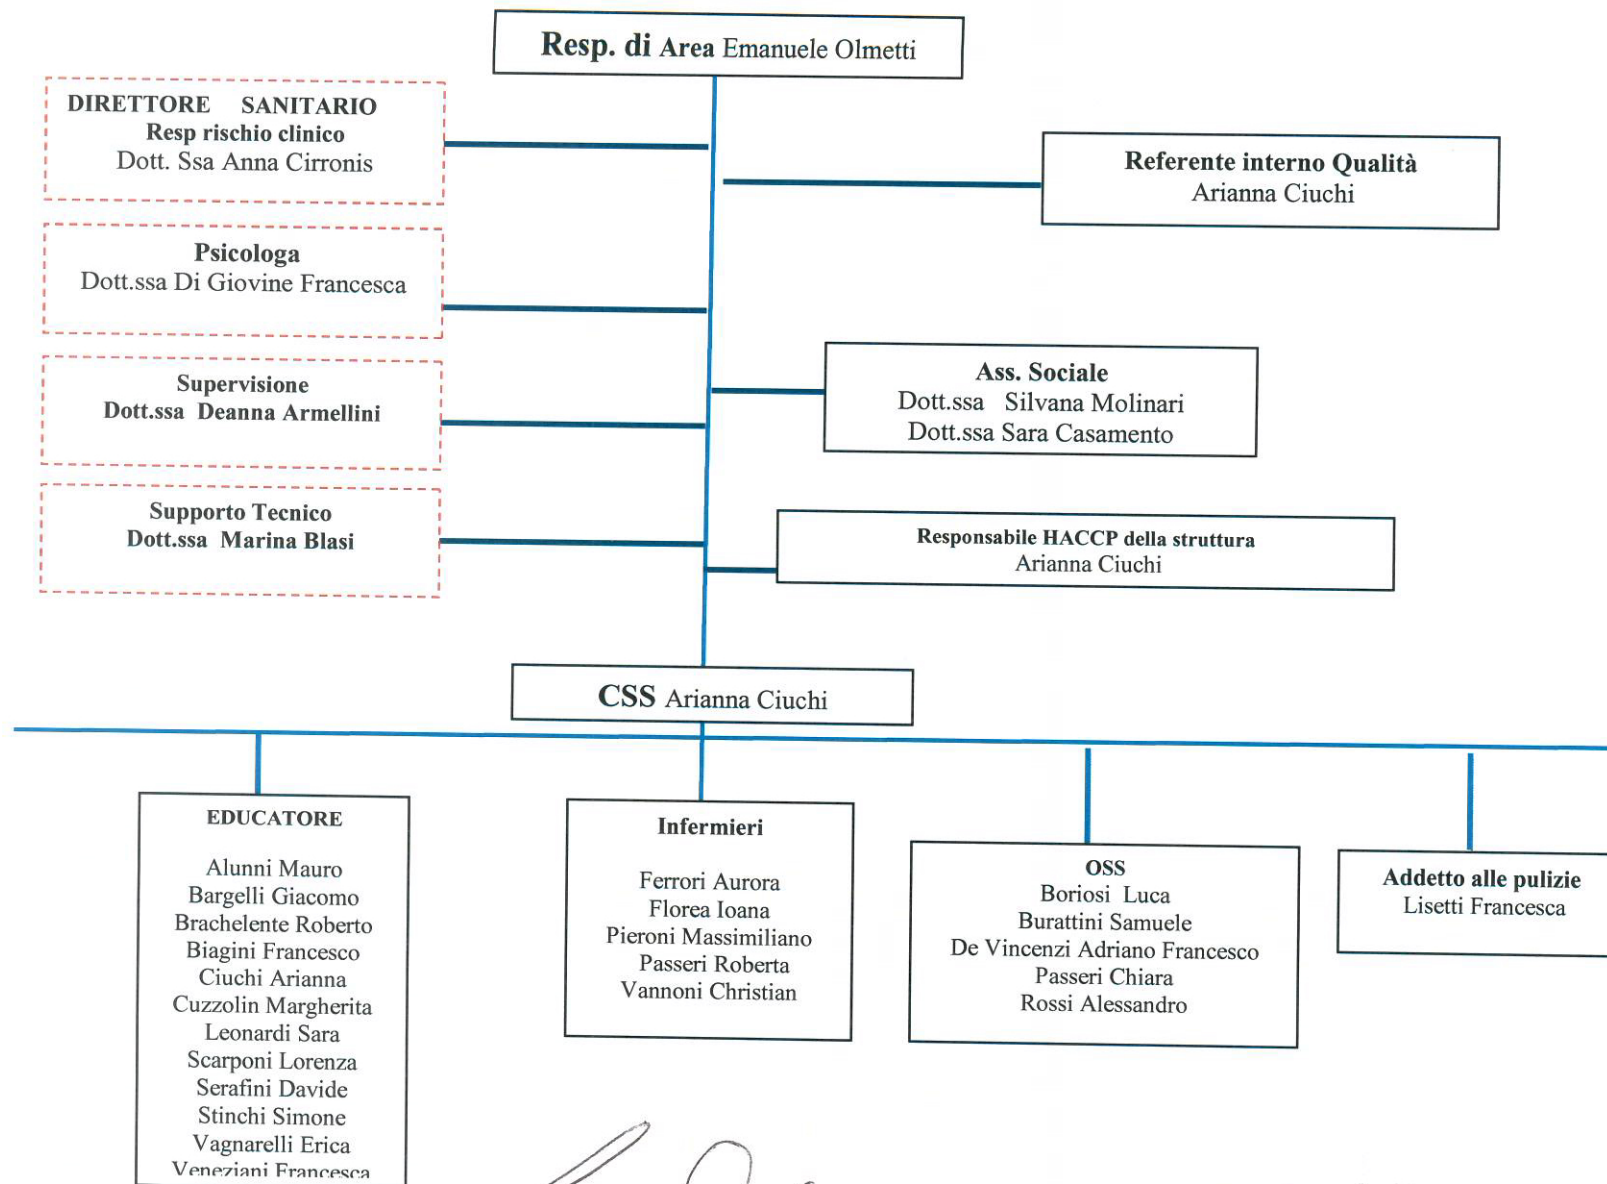 Resp. di Area Emanuele Olmetti
DIRETTORE SANITARIO
Resp rischio clinico
Dott. Ssa Anna Cirronis
Referente interno Qualità
Arianna Ciuchi
Psicologa
Dott.ssa Di Giovine Francesca
Supervisione
Dott.ssa Deanna Armellini
Ass. Sociale
Dott.ssa Silvana Molinari
Dott.ssa Sara Casamento
Supporto Tecnico
Dott.ssa Marina Blasi
Responsabile HACCP della struttura
Arianna Ciuchi
CSS Arianna Ciuchi
EDUCATORE
Alunni Mauro
Bargelli Giacomo
Brachelente Roberto
Biagini Francesco
Ciuchi Arianna
Cuzzolin Margherita
Leonardi Sara
Scarponi Lorenza
Serafini Davide
Stinchi Simone
Vagnarelli Erica
Veneziani Francesca
Infermieri
Ferrori Aurora
Florea Ioana
Pieroni Massimiliano
Passeri Roberta
Vannoni Christian
OSS
Boriosi Luca
Burattini Samuele
De Vincenzi Adriano Francesco
Passeri Chiara
Rossi Alessandro
Addetto alle pulizie
Lisetti Francesca